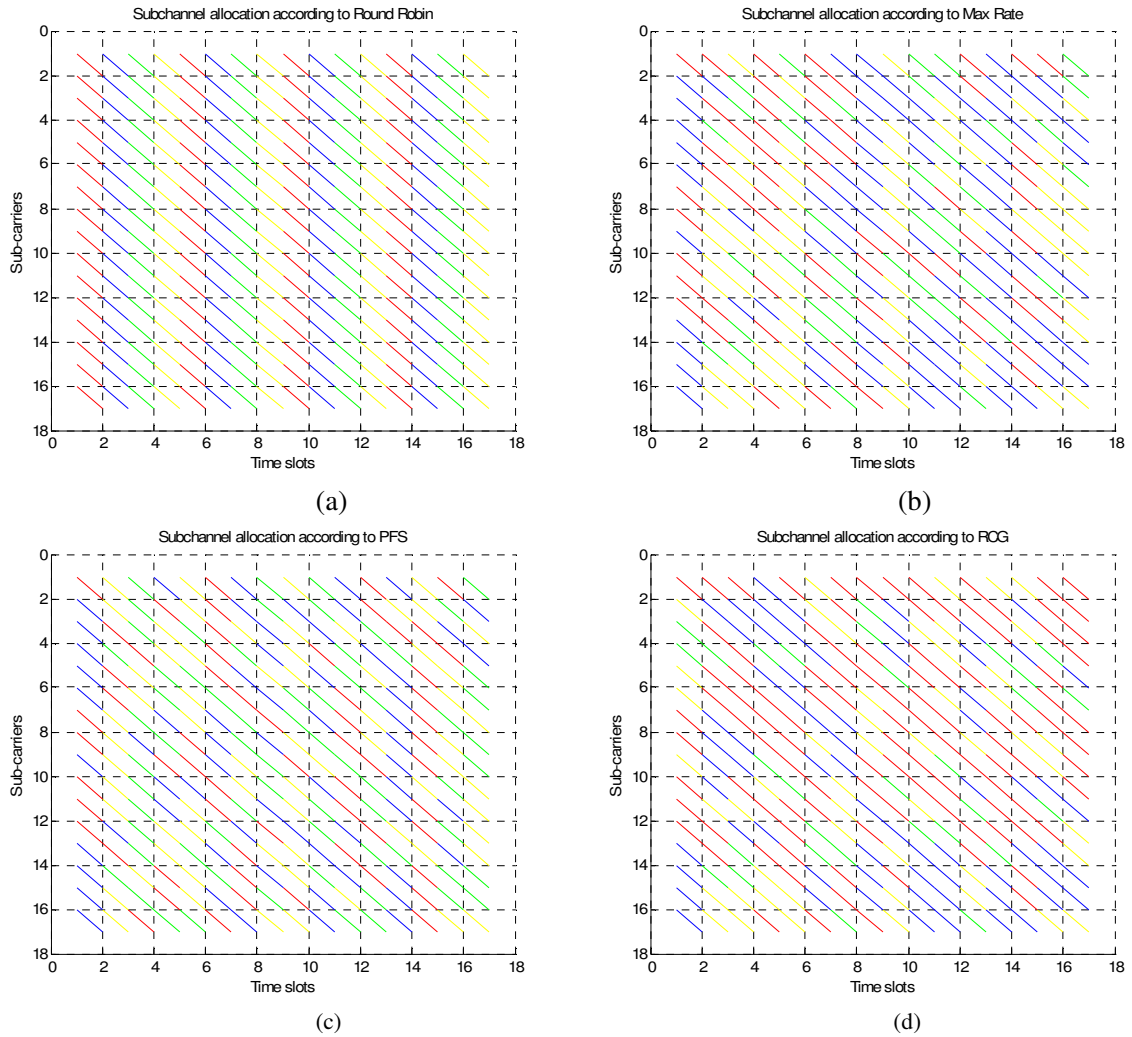 Subchannel allocation according to Round Robin
0
2
4
6
8
10
12
14
16
18
Sub-carriers
0 2 4 6 8 10 12 14 16 18
Time slots
(a)
Subchannel allocation according to Max Rate
0
2
4
6
8
10
12
14
16
18
Sub-carriers
0 2 4 6 8 10 12 14 16 18
Time slots
(b)
Subchannel allocation according to PFS
0
2
4
6
8
10
12
14
16
18
Sub-carriers
0 2 4 6 8 10 12 14 16 18
Time slots
(c)
Subchannel allocation according to RCG
0
2
4
6
8
10
12
14
16
18
Sub-carriers
0 2 4 6 8 10 12 14 16 18
Time slots
(d)